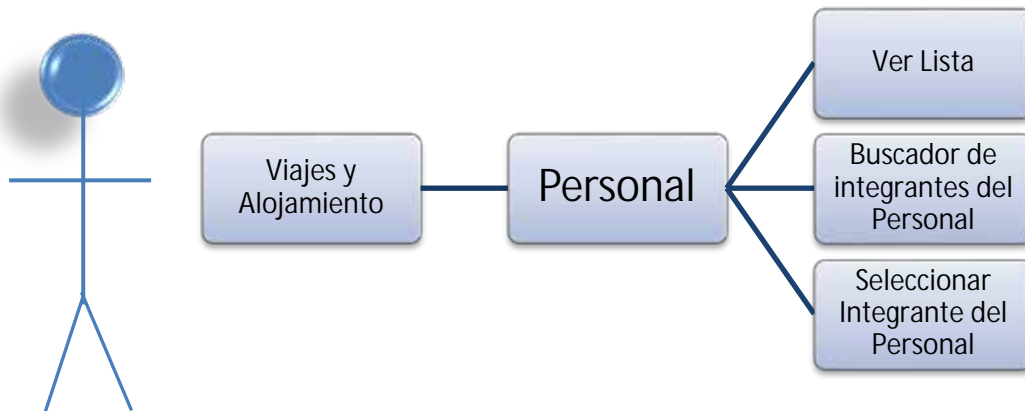 Viajes y
Alojamiento
Personal
Ver Lista
Buscador de
integrantes del
Personal
Seleccionar
Integrante del
Personal